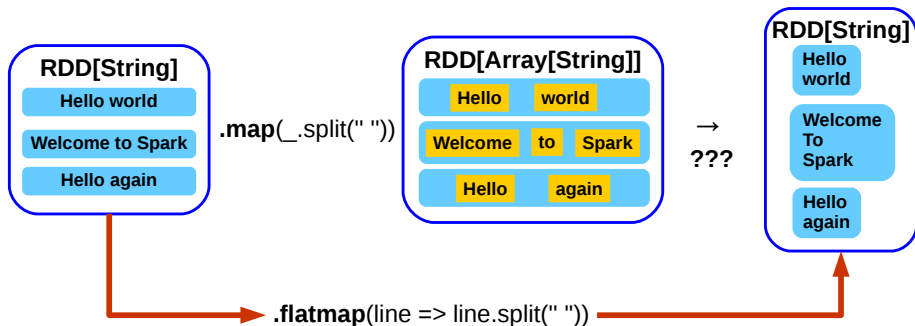 RDD[String]
Hello world
Welcome to Spark
Hello again
.map(_.split(" "))
RDD[Array[String]]
Hello world
Welcome to Spark
Hello again
→
???
RDD[String]
Hello
world
Welcome
To
Spark
Hello
again
.flatmap(line => line.split(" "))